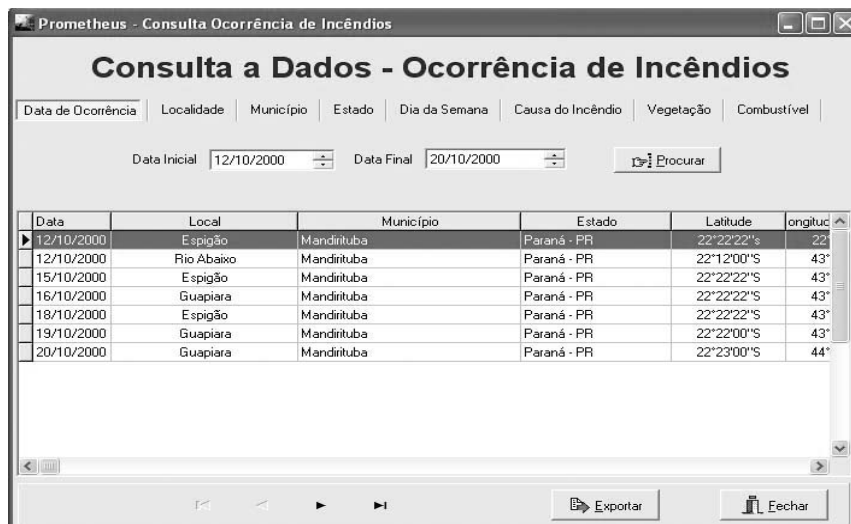 Prometheus - Consulta Ocorrência de Incêndios
Consulta a Dados - Ocorrência de Incêndios
Data de Ocorrência Localidade Município Estado Dia da Semana Causa do Incêndio Vegetação Combustível
Data Inicial 12/10/2000 Data Final 20/10/2000 Procurar
Data Local Município Estado Latitude ongituc
12/10/2000 Espigão Mandirituba Paraná - PR 22°22'22"s 22°
12/10/2000 Rio Abaixo Mandirituba Paraná - PR 22°12'00"S 43°
15/10/2000 Espigão Mandirituba Paraná - PR 22°22'22"S 43°
16/10/2000 Guapiara Mandirituba Paraná - PR 22°22'22"S 43°
18/10/2000 Espigão Mandirituba Paraná - PR 22°22'22"S 43°
19/10/2000 Guapiara Mandirituba Paraná - PR 22°22'00"S 43°
20/10/2000 Guapiara Mandirituba Paraná - PR 22°23'00"S 44°
Exportar Fechar